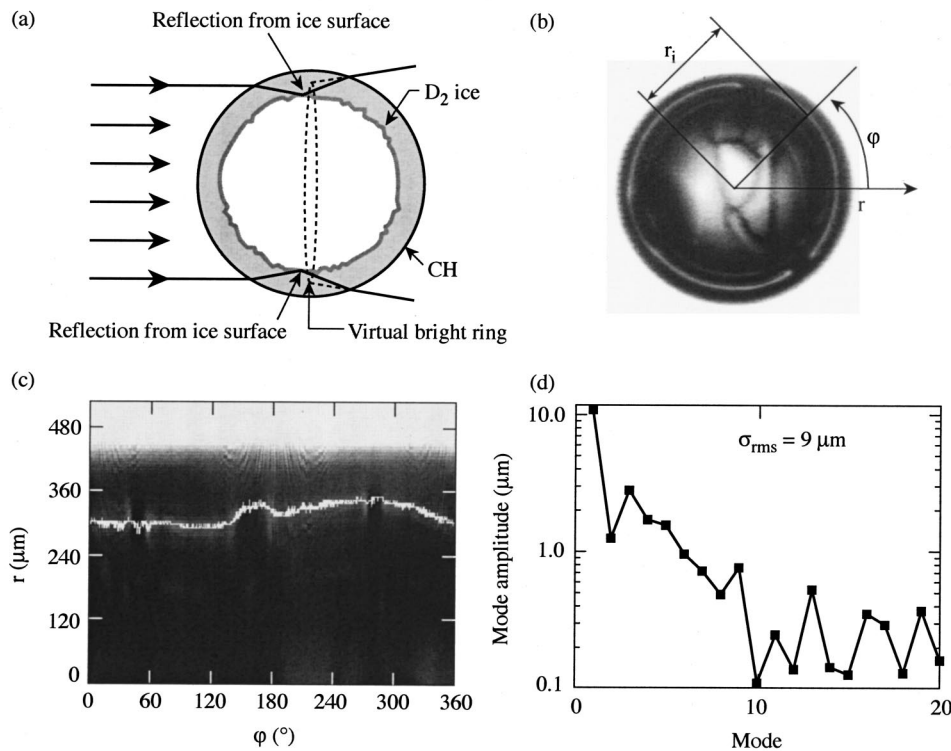 (a)
Reflection from ice surface
D2 ice
CH
Reflection from ice surface
Virtual bright ring
(b)
ri
φ
r
(c)
480
360
240
120
0
r (μm)
0 60 120 180 240 300 360
φ (°)
(d)
10.0
1.0
0.1
Mode amplitude (μm)
σrms = 9 μm
0 10 20
Mode